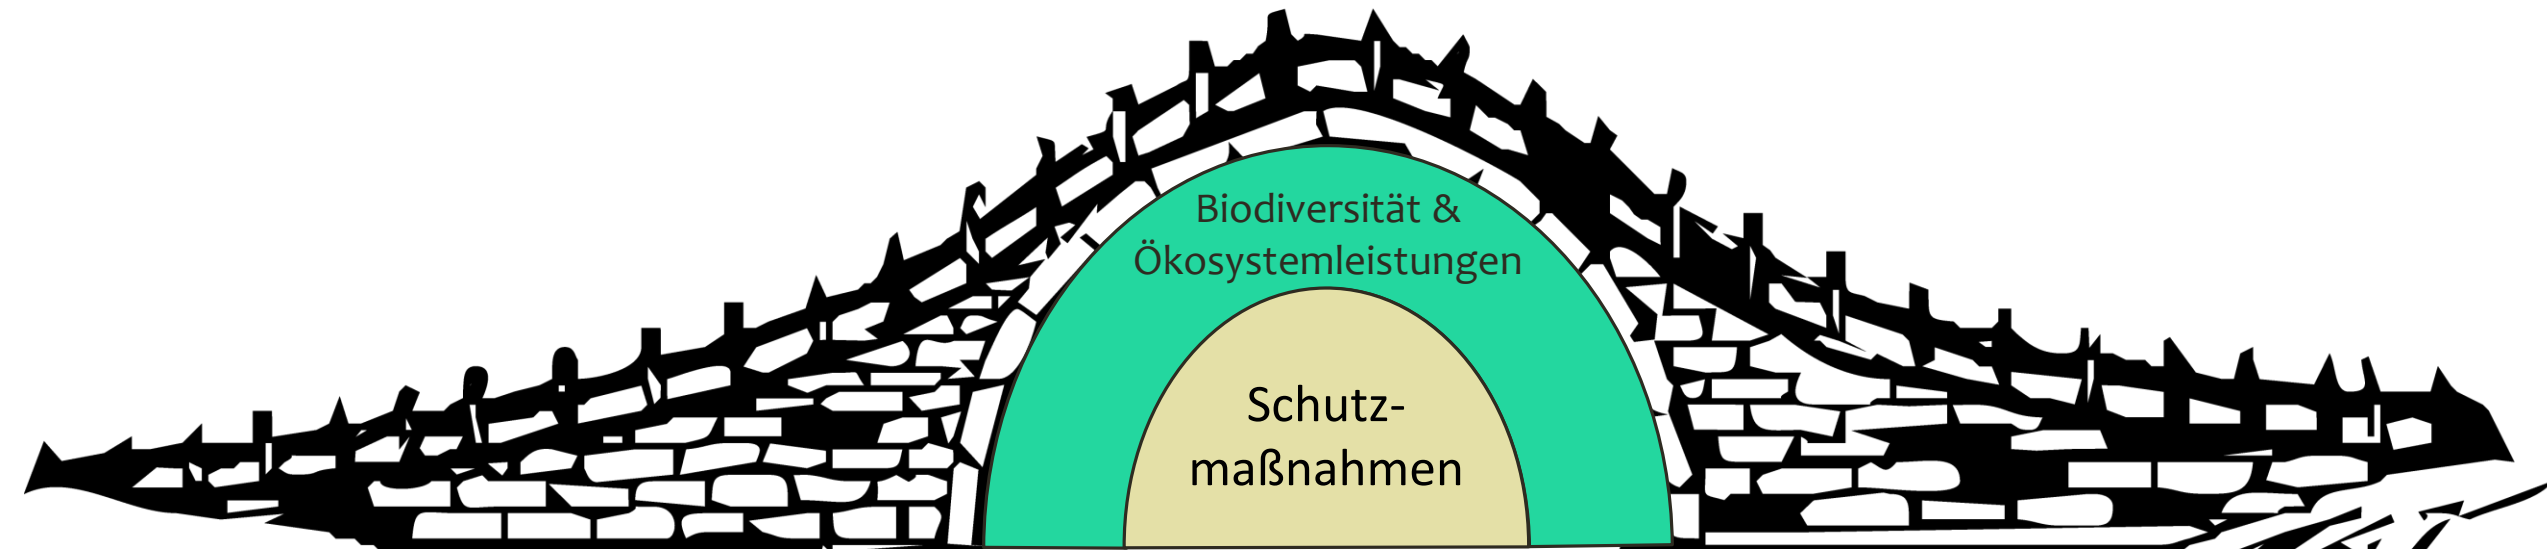 Biodiversität &
Ökosystemleistungen
Schutz-
maßnahmen